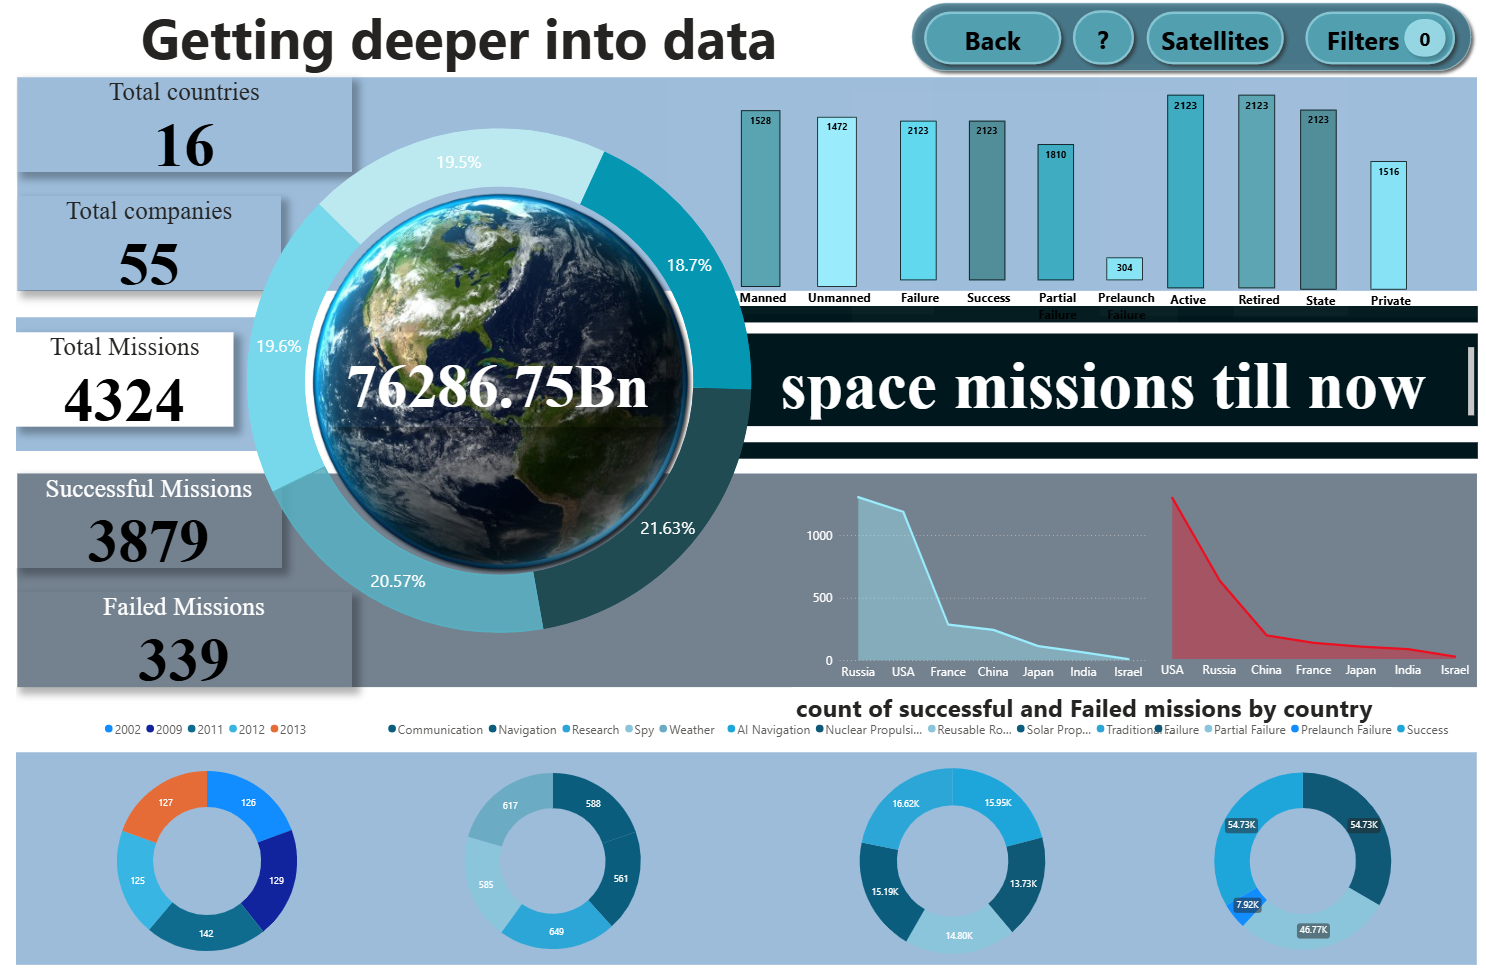 Getting deeper into data
Back
?
Satellites
Filters 0
Total countries
16
Total companies
55
Total Missions
4324
Successful Missions
3879
Failed Missions
339
19.5%
18.7%
19.6%
21.63%
20.57%
76286.75Bn
1528
1472
2123
2123
1810
304
2123
2123
2123
1516
Manned
Unmanned
Failure
Success
Partial
Failure
Prelaunch
Failure
Active
Retired
State
Private
space missions till now
1000
500
0
Russia USA France China Japan India Israel
USA Russia China France Japan India Israel
count of successful and Failed missions by country
2002 2009 2011 2012 2013
Communication Navigation Research Spy Weather
AI Navigation Nuclear Propulsi... Reusable Ro... Solar Prop... Traditional
Failure Partial Failure Prelaunch Failure Success
127
126
125
129
142
617
588
585
561
649
16.62K
15.95K
15.19K
13.73K
14.80K
54.73K
54.73K
7.92K
46.77K